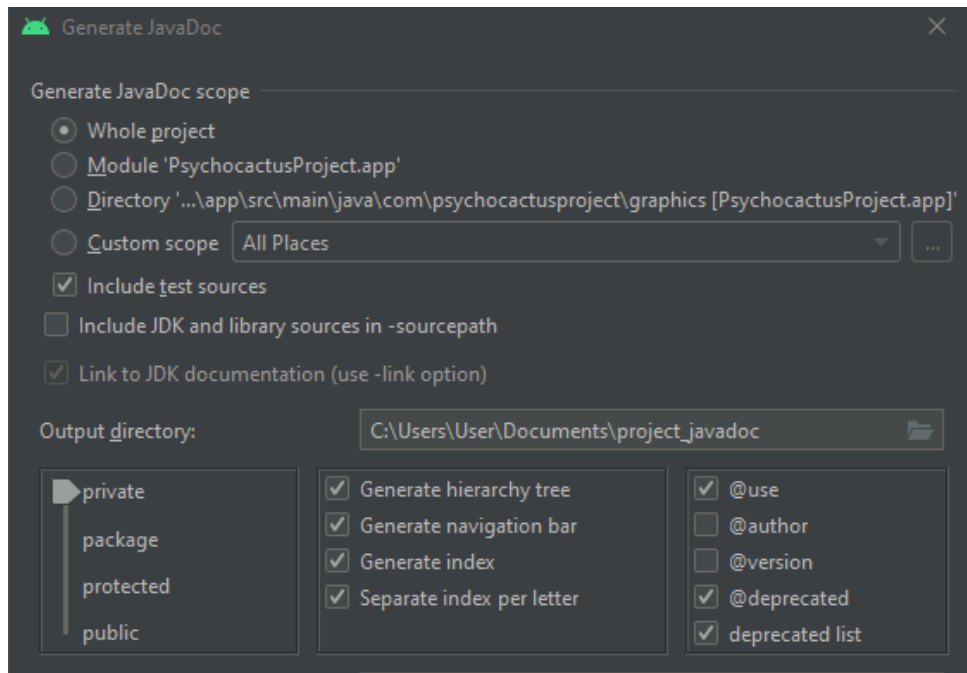 Generate JavaDoc
Generate JavaDoc scope
Whole project
Module 'PsychocactusProject.app'
Directory '...\app\src\main\java\com\psychocactusproject\graphics [PsychocactusProject.app]'
Custom scope All Places ...
Include test sources
Include JDK and library sources in -sourcepath
Link to JDK documentation (use -link option)
Output directory: C:\Users\User\Documents\project_javadoc
private
package
protected
public
Generate hierarchy tree
Generate navigation bar
Generate index
Separate index per letter
@use
@author
@version
@deprecated
deprecated list